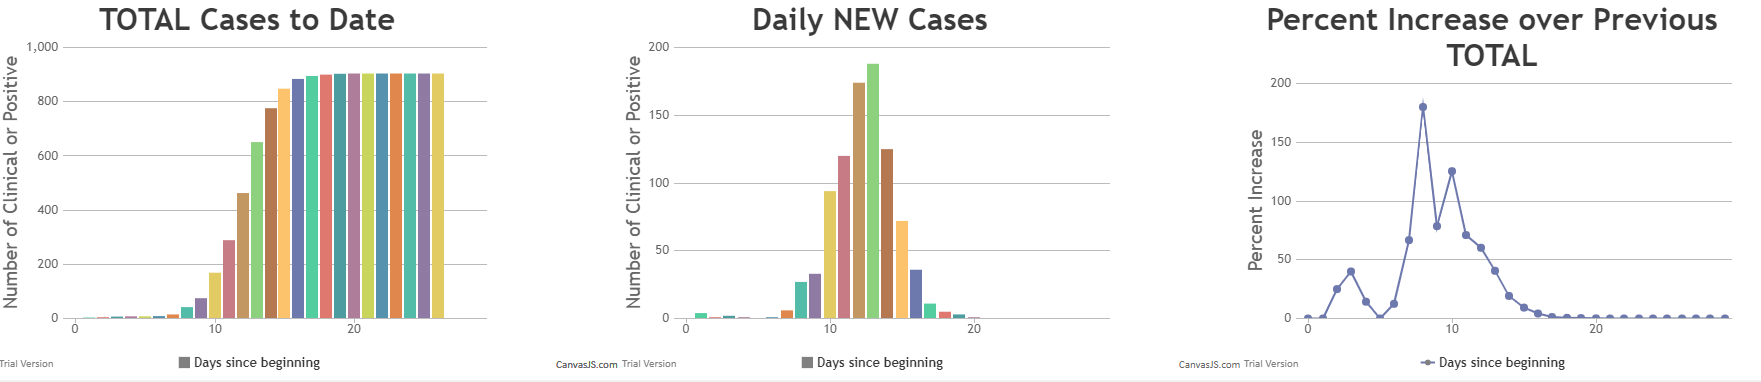 TOTAL Cases to Date
Number of Clinical or Positive
1,000
800
600
400
200
0
0
10
20
Days since beginning
Trial Version
CanvasJS.com
Daily NEW Cases
Number of Clinical or Positive
200
150
100
50
0
0
10
20
Days since beginning
Trial Version
CanvasJS.com
Percent Increase over Previous
TOTAL
Percent Increase
200
150
100
50
0
0
10
20
Days since beginning
Trial Version